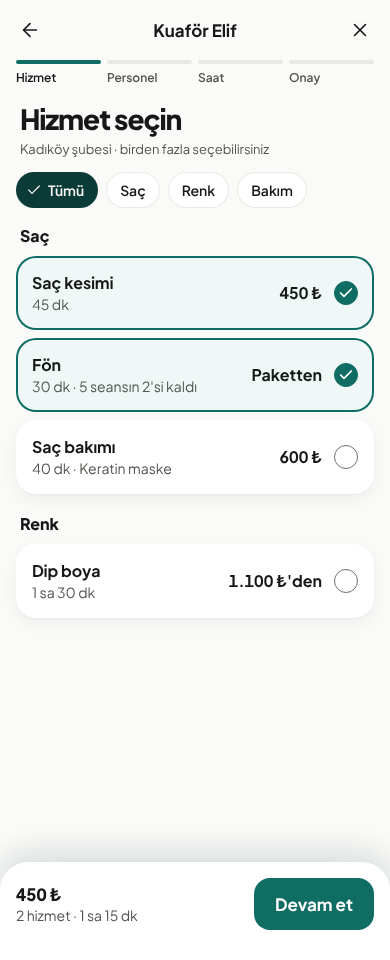 Kuaför Elif
Hizmet
Personel
Saat
Onay
Hizmet seçin
Kadıköy şubesi · birden fazla seçebilirsiniz
Tümü
Saç
Renk
Bakım
Saç
Saç kesimi
45 dk
450 ₺
Fön
30 dk · 5 seansın 2'si kaldı
Paketten
Saç bakımı
40 dk · Keratin maske
600 ₺
Renk
Dip boya
1 sa 30 dk
1.100 ₺'den
450 ₺
2 hizmet · 1 sa 15 dk
Devam et